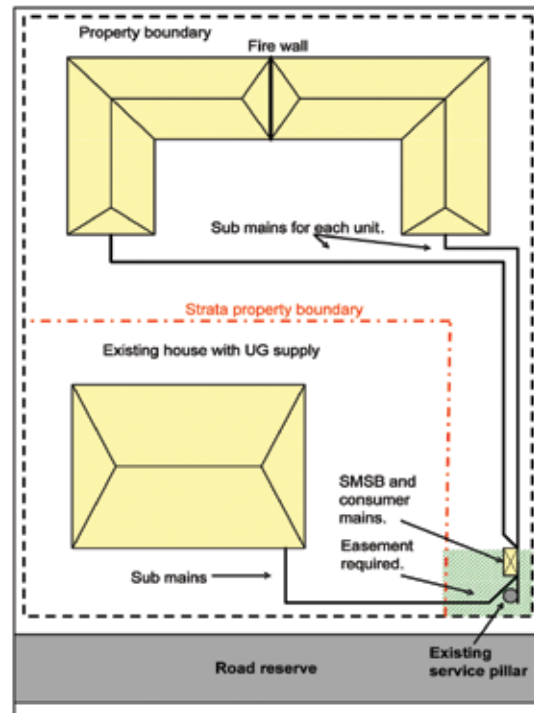 Property boundary
Fire wall
Sub mains for each unit.
Strata property boundary
Existing house with UG supply
SMSB and
consumer
mains.
Easement
required.
Sub mains
Existing
service pillar
Road reserve